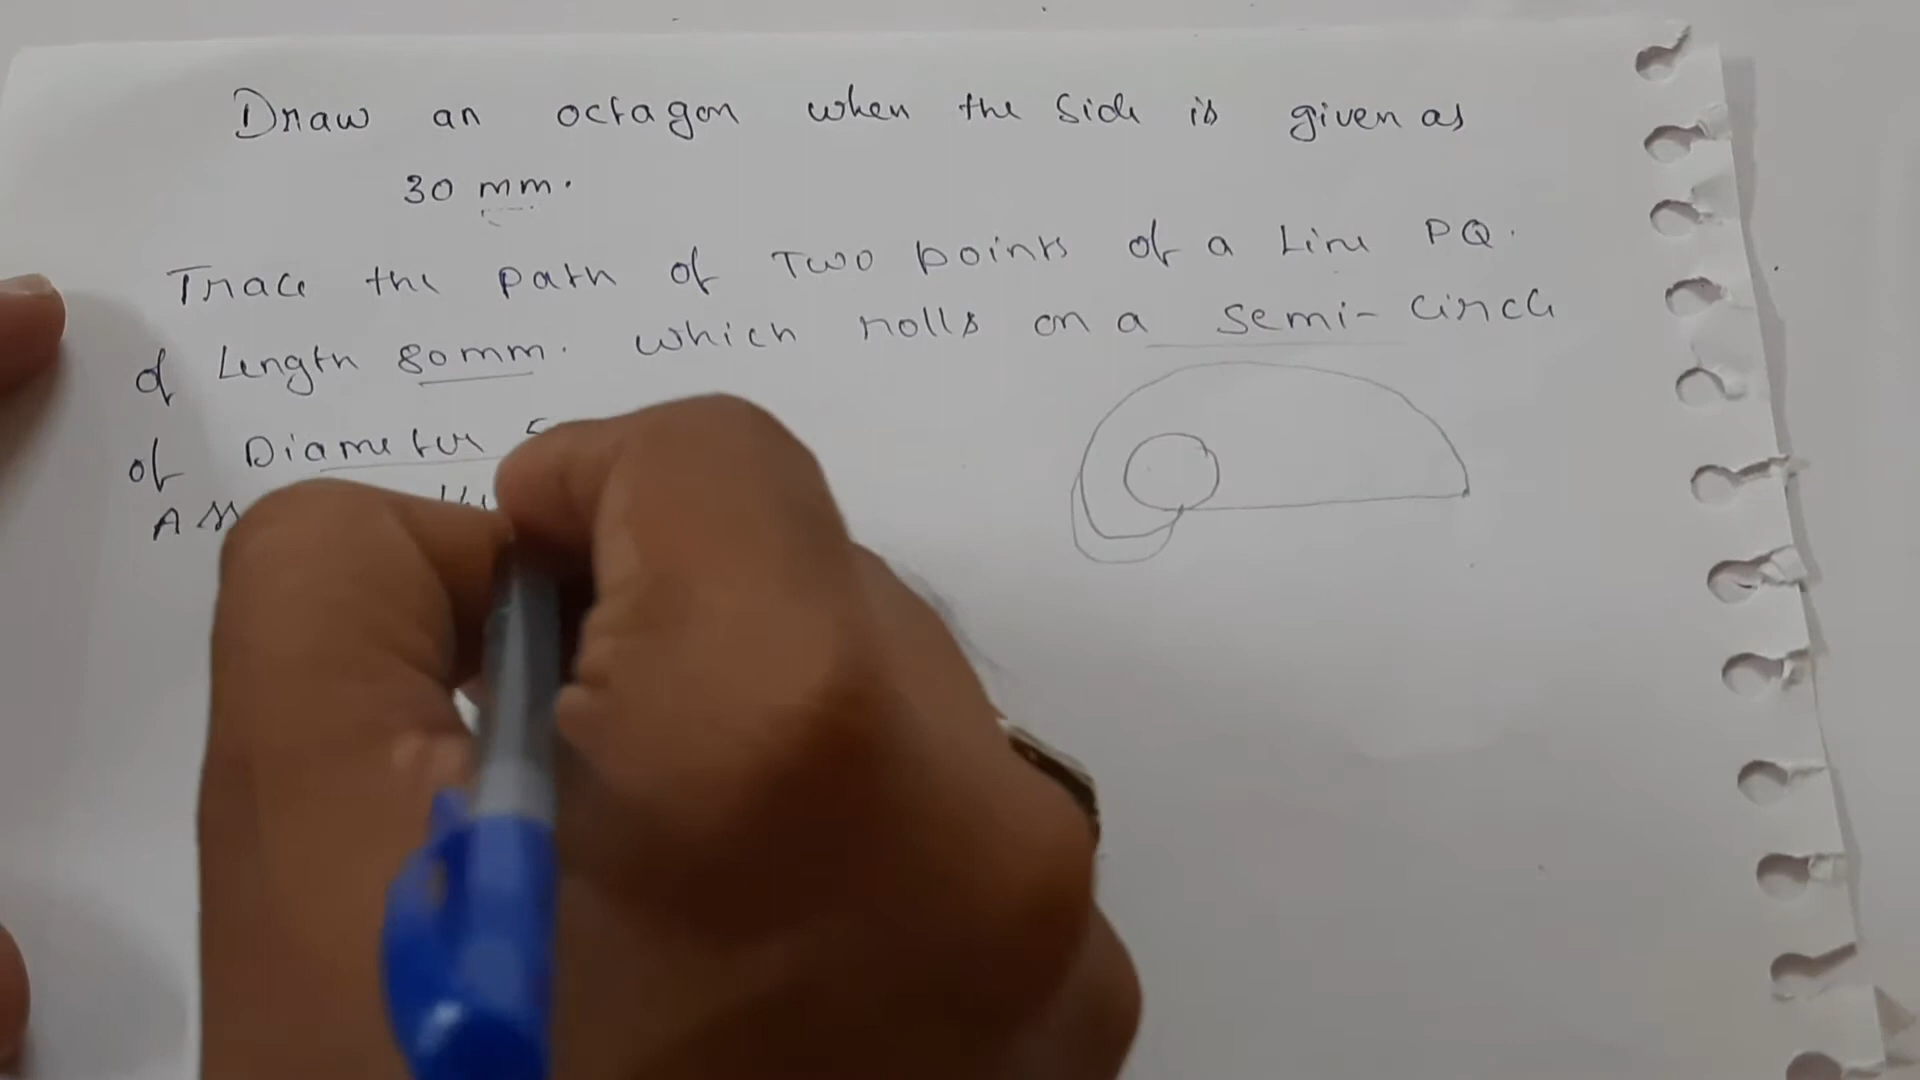 Draw an octagon when the side is given as
30 mm.
Trace the path of Two points of a Line PQ.
of Length 80mm. which rolls on a semi-circle
of Diameter